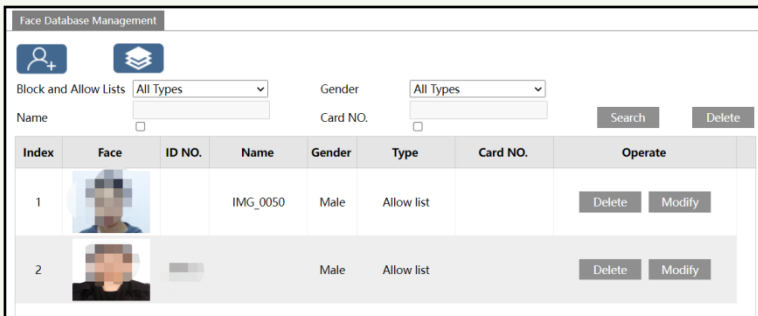 Face Database Management
Block and Allow Lists All Types Gender All Types
Name Card NO. Search Delete
Index Face ID NO. Name Gender Type Card NO. Operate
1 IMG_0050 Male Allow list Delete Modify
2 Male Allow list Delete Modify